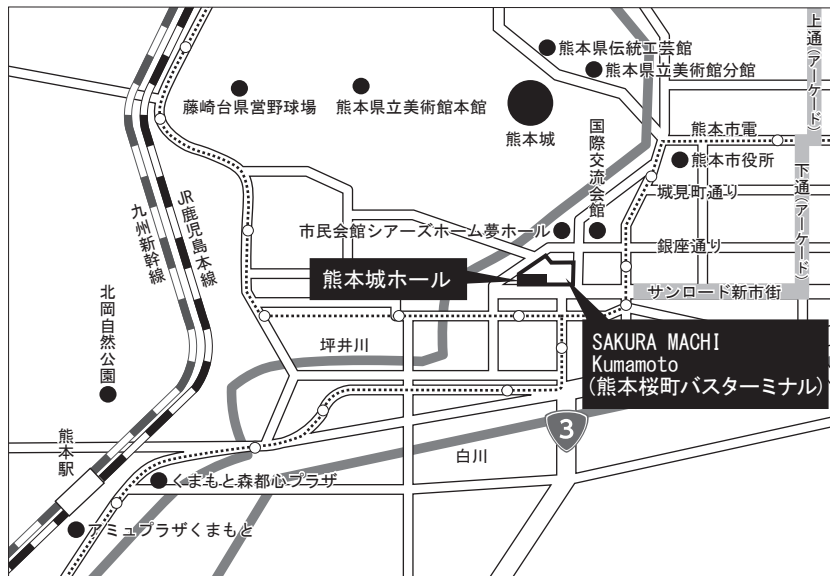 熊本県伝統工芸館
熊本県立美術館分館
上通(アーケード)
藤崎台県営野球場
熊本県立美術館本館
熊本城
国際交流会館
熊本市電
熊本市役所
下通(アーケード)
城見町通り
市民会館シアーズホーム夢ホール
銀座通り
九州新幹線
JR鹿児島本線
熊本城ホール
サンロード新市街
北岡自然公園
坪井川
SAKURA MACHI
Kumamoto
(熊本桜町バスターミナル)
3
熊本駅
白川
くまもと森都心プラザ
アミュプラザくまもと